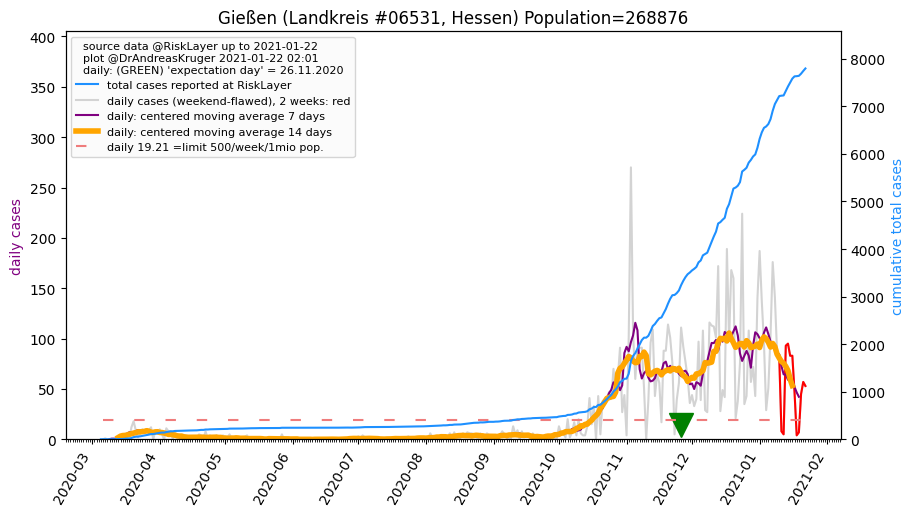 Gießen (Landkreis #06531, Hessen) Population=268876
source data @RiskLayer up to 2021-01-22
plot @DrAndreasKruger 2021-01-22 02:01
daily: (GREEN) 'expectation day' = 26.11.2020
total cases reported at RiskLayer
daily cases (weekend-flawed), 2 weeks: red
daily: centered moving average 7 days
daily: centered moving average 14 days
daily 19.21 =limit 500/week/1mio pop.
daily cases
400
350
300
250
200
150
100
50
0
cumulative total cases
8000
7000
6000
5000
4000
3000
2000
1000
0
2020-03
2020-04
2020-05
2020-06
2020-07
2020-08
2020-09
2020-10
2020-11
2020-12
2021-01
2021-02